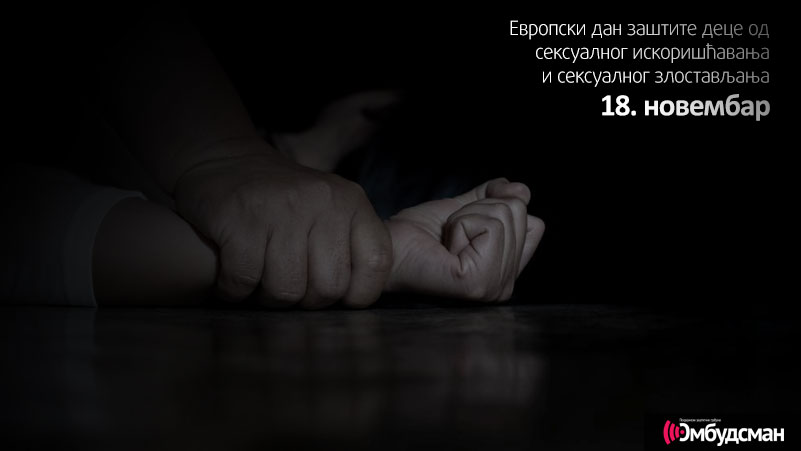 Европски дан заштите деце од
сексуалног искоришћавања
и сексуалног злостављања
18. новембар
Омбудсман